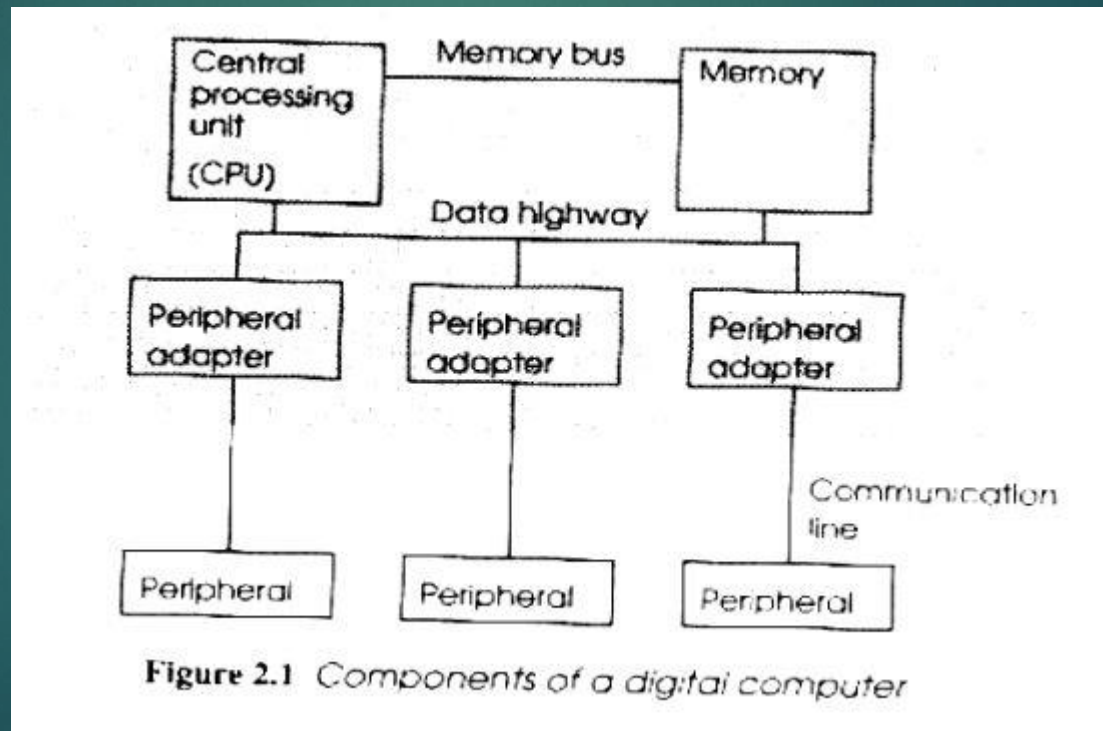 Central
processing
unit
(CPU)
Memory bus
Memory
Data highway
Peripheral
adapter
Peripheral
adapter
Peripheral
adapter
Communication
line
Peripheral
Peripheral
Peripheral
Figure 2.1 Components of a digital computer